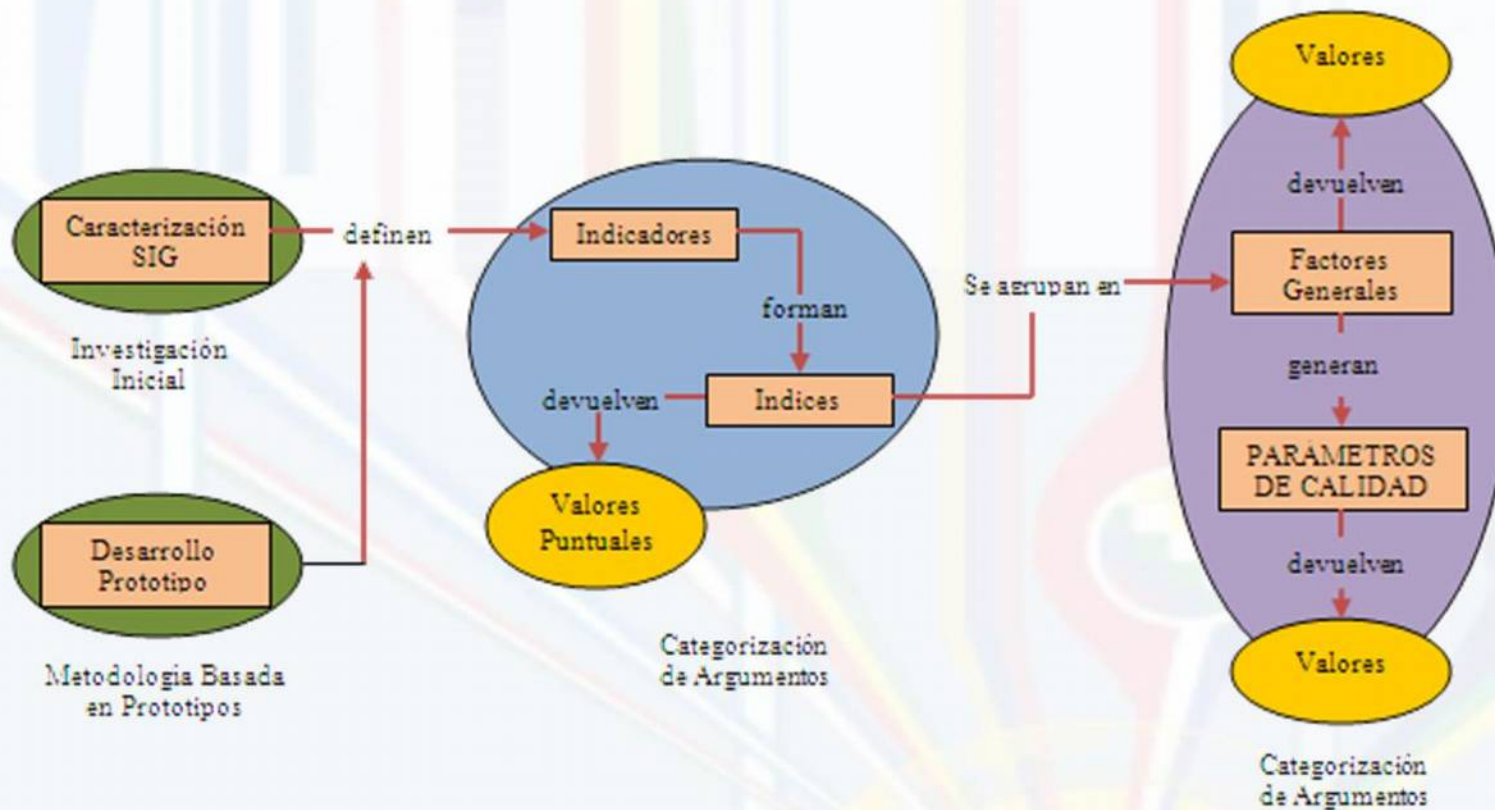 Caracterización
SIG
Investigación
Inicial
Desarrollo
Prototipo
Metodología Basada
en Prototipos
definen
Indicadores
forman
Indices
devuelven
Valores
Puntuales
Categorización
de Argumentos
Se agrupan en
Valores
devuelven
Factores
Generales
generan
PARÁMETROS
DE CALIDAD
devuelven
Valores
Categorización
de Argumentos